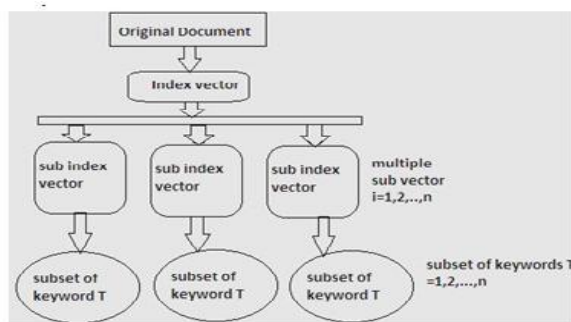 Original Document
Index vector
sub index
vector
sub index
vector
sub index
vector
multiple
sub vector
i=1,2,..,n
subset of
keyword T
subset of
keyword T
subset of
keyword T
subset of keywords T
=1,2,...,n